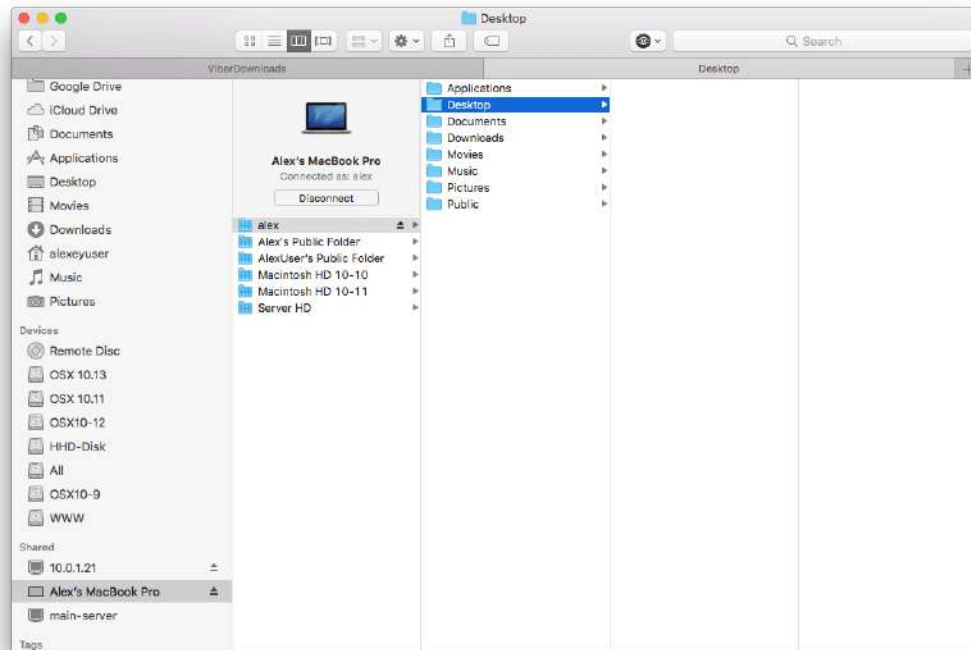 Desktop
Search
ViberDownloads
Desktop
Google Drive
iCloud Drive
Documents
Applications
Desktop
Movies
Downloads
alexeyuser
Music
Pictures
Devices
Remote Disc
OSX 10.13
OSX 10.11
OSX10-12
HHD-Disk
All
OSX10-9
WWW
Shared
10.0.1.21
Alex's MacBook Pro
main-server
Tags
Alex's MacBook Pro
Connected as: alex
Disconnect
alex
Alex's Public Folder
AlexUser's Public Folder
Macintosh HD 10-10
Macintosh HD 10-11
Server HD
Applications
Desktop
Documents
Downloads
Movies
Music
Pictures
Public